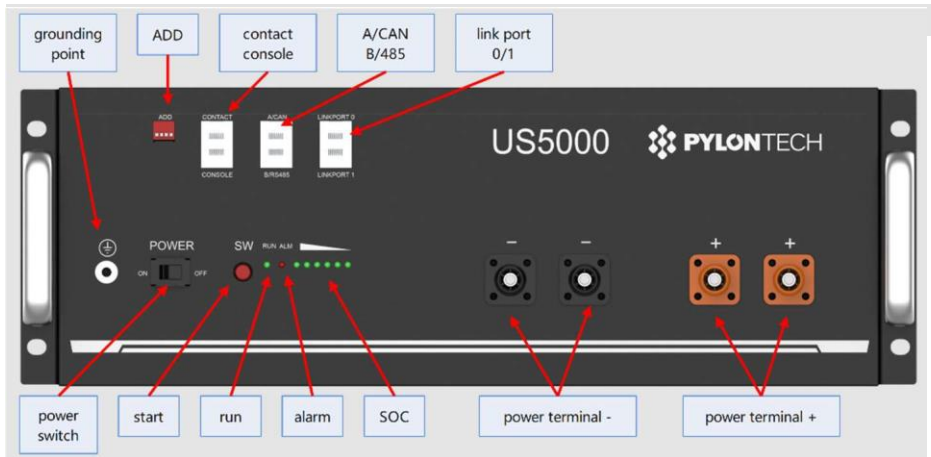 grounding
point
ADD
contact
console
A/CAN
B/485
link port
0/1
ADD
CONTACT
A/CAN
LINKPORT 0
CONSOLE
B/RS485
LINKPORT 1
US5000
PYLONTECH
POWER
ON
OFF
SW
RUN
ALM
−
−
+
+
power
switch
start
run
alarm
SOC
power terminal -
power terminal +